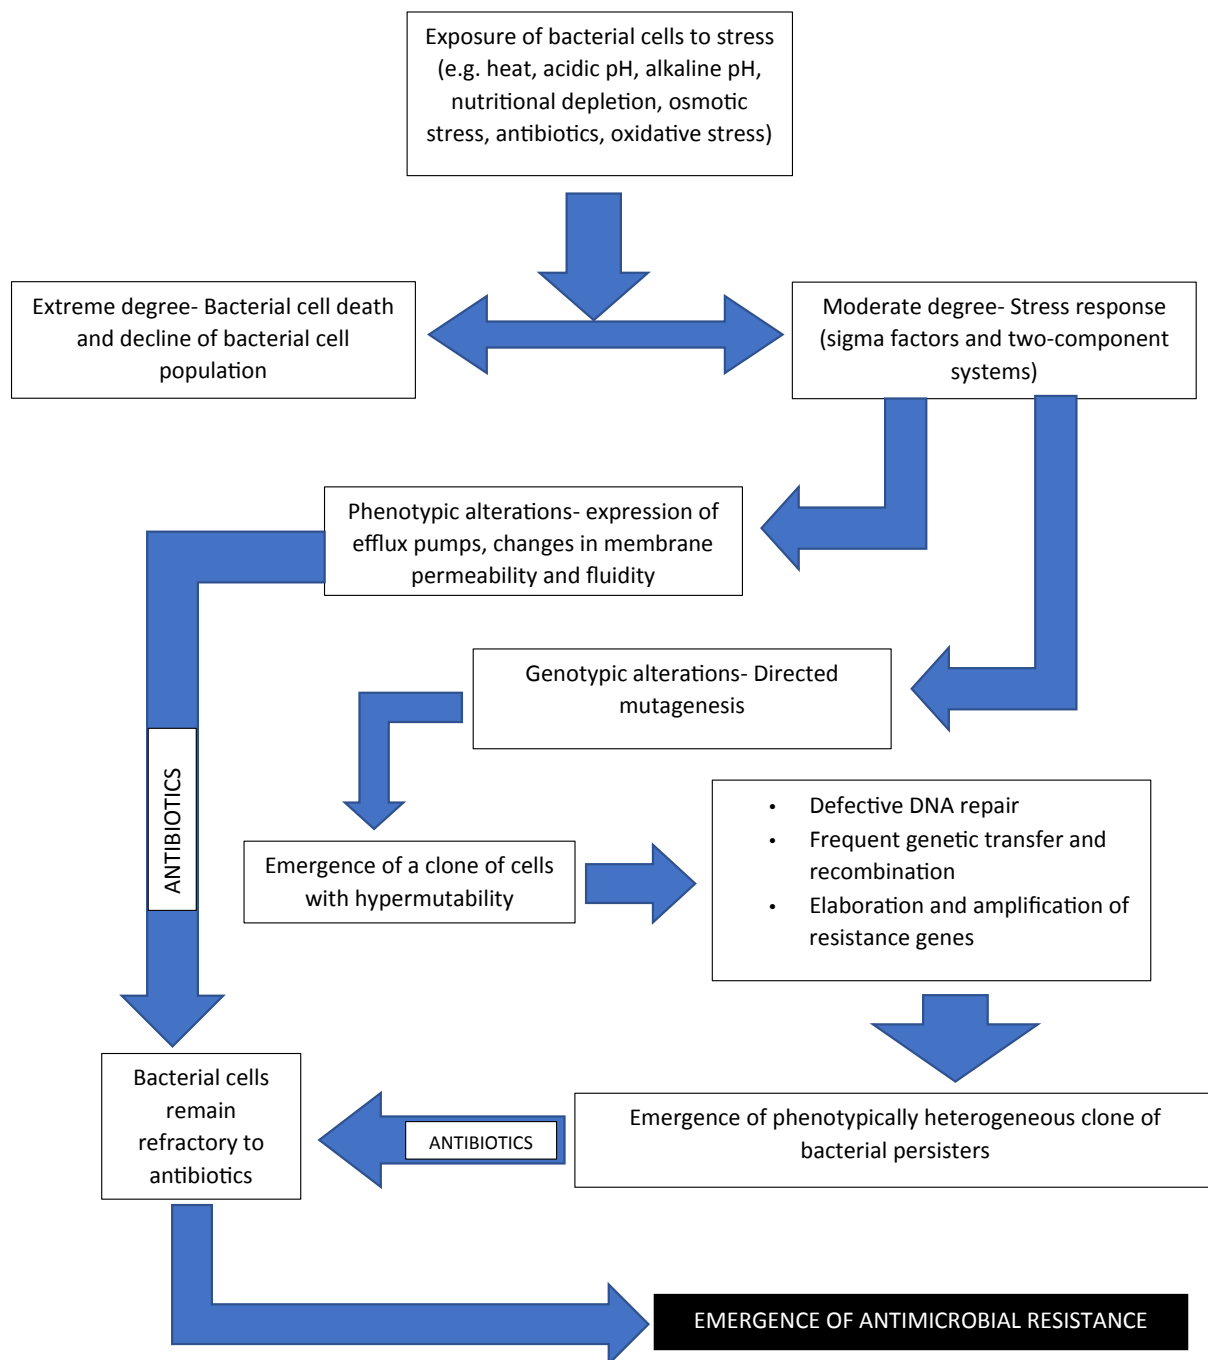 Exposure of bacterial cells to stress
(e.g. heat, acidic pH, alkaline pH,
nutritional depletion, osmotic
stress, antibiotics, oxidative stress)
Extreme degree- Bacterial cell death
and decline of bacterial cell
population
Moderate degree- Stress response
(sigma factors and two-component
systems)
Phenotypic alterations- expression of
efflux pumps, changes in membrane
permeability and fluidity
Genotypic alterations- Directed
mutagenesis
ANTIBIOTICS
Emergence of a clone of cells
with hypermutability
• Defective DNA repair
• Frequent genetic transfer and
recombination
• Elaboration and amplification of
resistance genes
Bacterial cells
remain
refractory to
antibiotics
ANTIBIOTICS
Emergence of phenotypically heterogeneous clone of
bacterial persisters
EMERGENCE OF ANTIMICROBIAL RESISTANCE